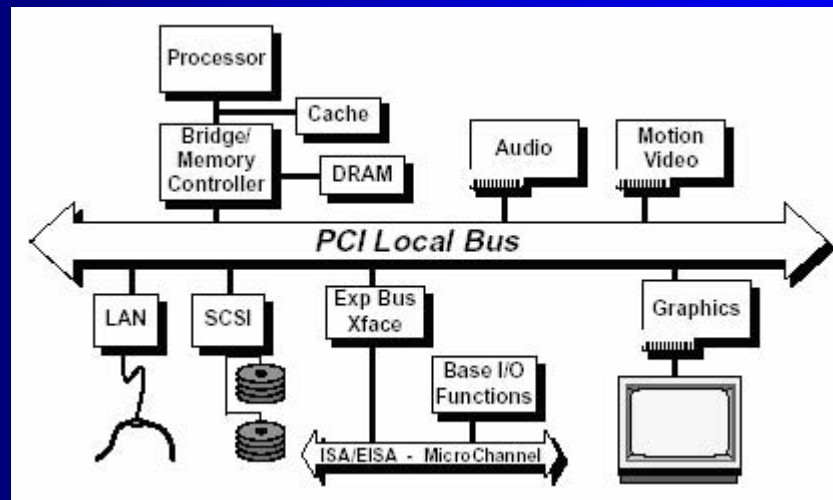 Processor
Cache
Bridge/
Memory
Controller
DRAM
Audio
Motion
Video
PCI Local Bus
LAN
SCSI
Exp Bus
Xface
Graphics
Base I/O
Functions
ISA/EISA - MicroChannel